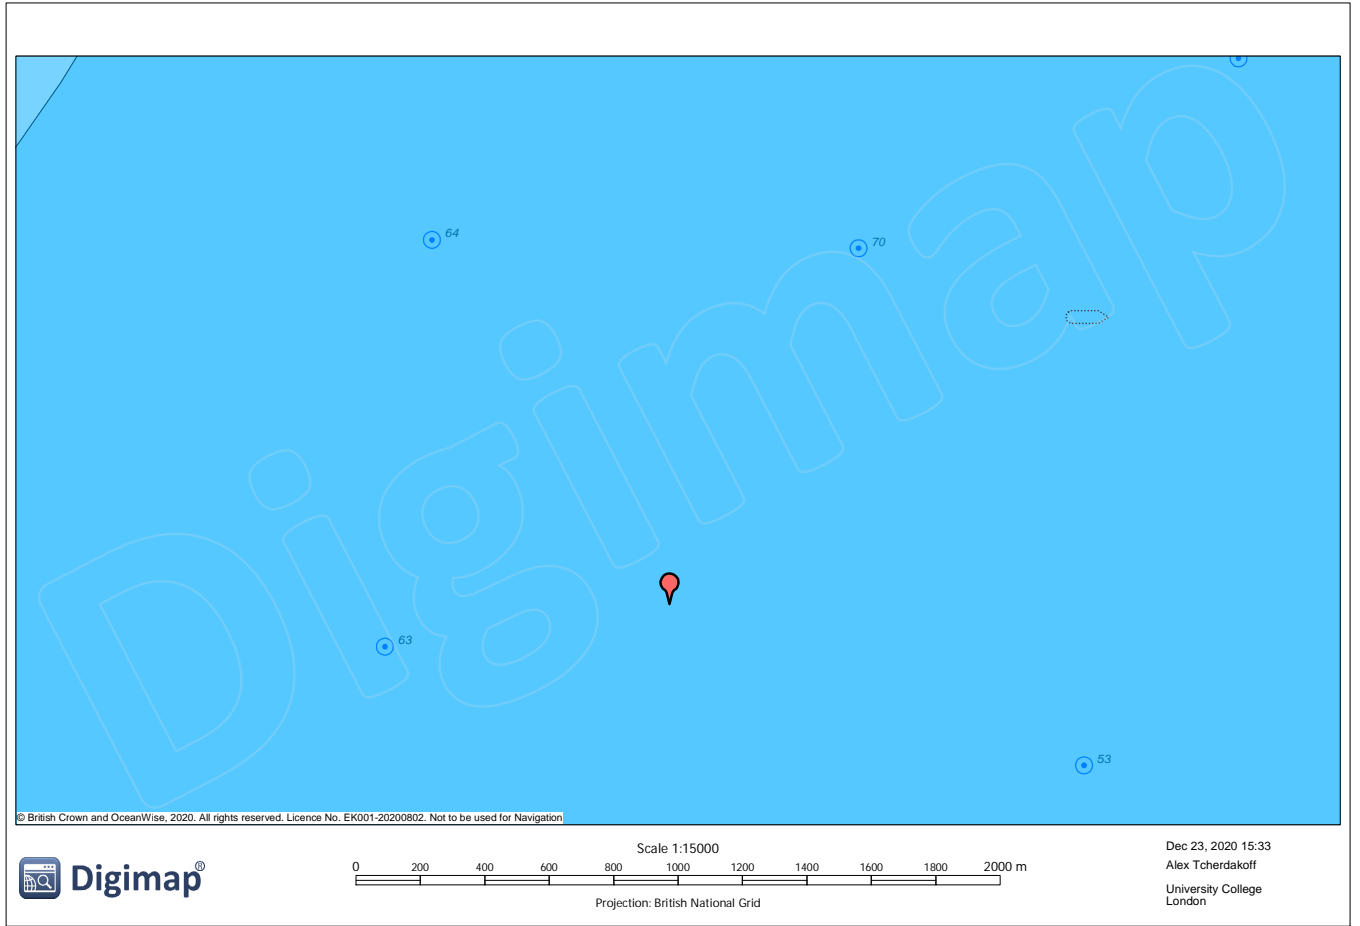 Digimap
64
70
63
53
© British Crown and OceanWise, 2020. All rights reserved. Licence No. EK001-20200802. Not to be used for Navigation
Digimap®
Scale 1:15000
0 200 400 600 800 1000 1200 1400 1600 1800 2000 m
Projection: British National Grid
Dec 23, 2020 15:33
Alex Tcherdakoff
University College
London